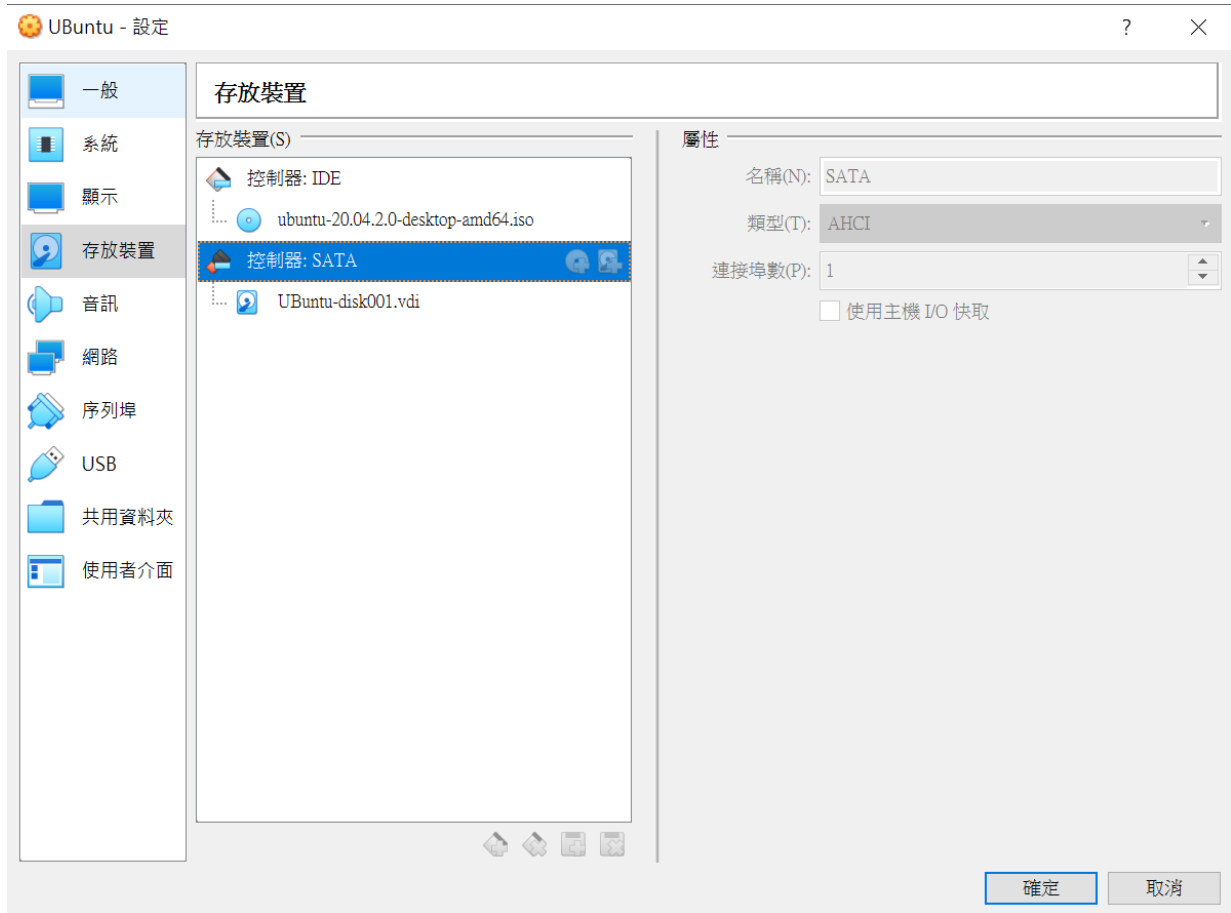 UBuntu - 設定
一般
系統
顯示
存放裝置
音訊
網路
序列埠
USB
共用資料夾
使用者介面
存放裝置
存放裝置(S)
控制器: IDE
ubuntu-20.04.2.0-desktop-amd64.iso
控制器: SATA
UBuntu-disk001.vdi
屬性
名稱(N): SATA
類型(T): AHCI
連接埠數(P): 1
使用主機 I/O 快取
確定 取消